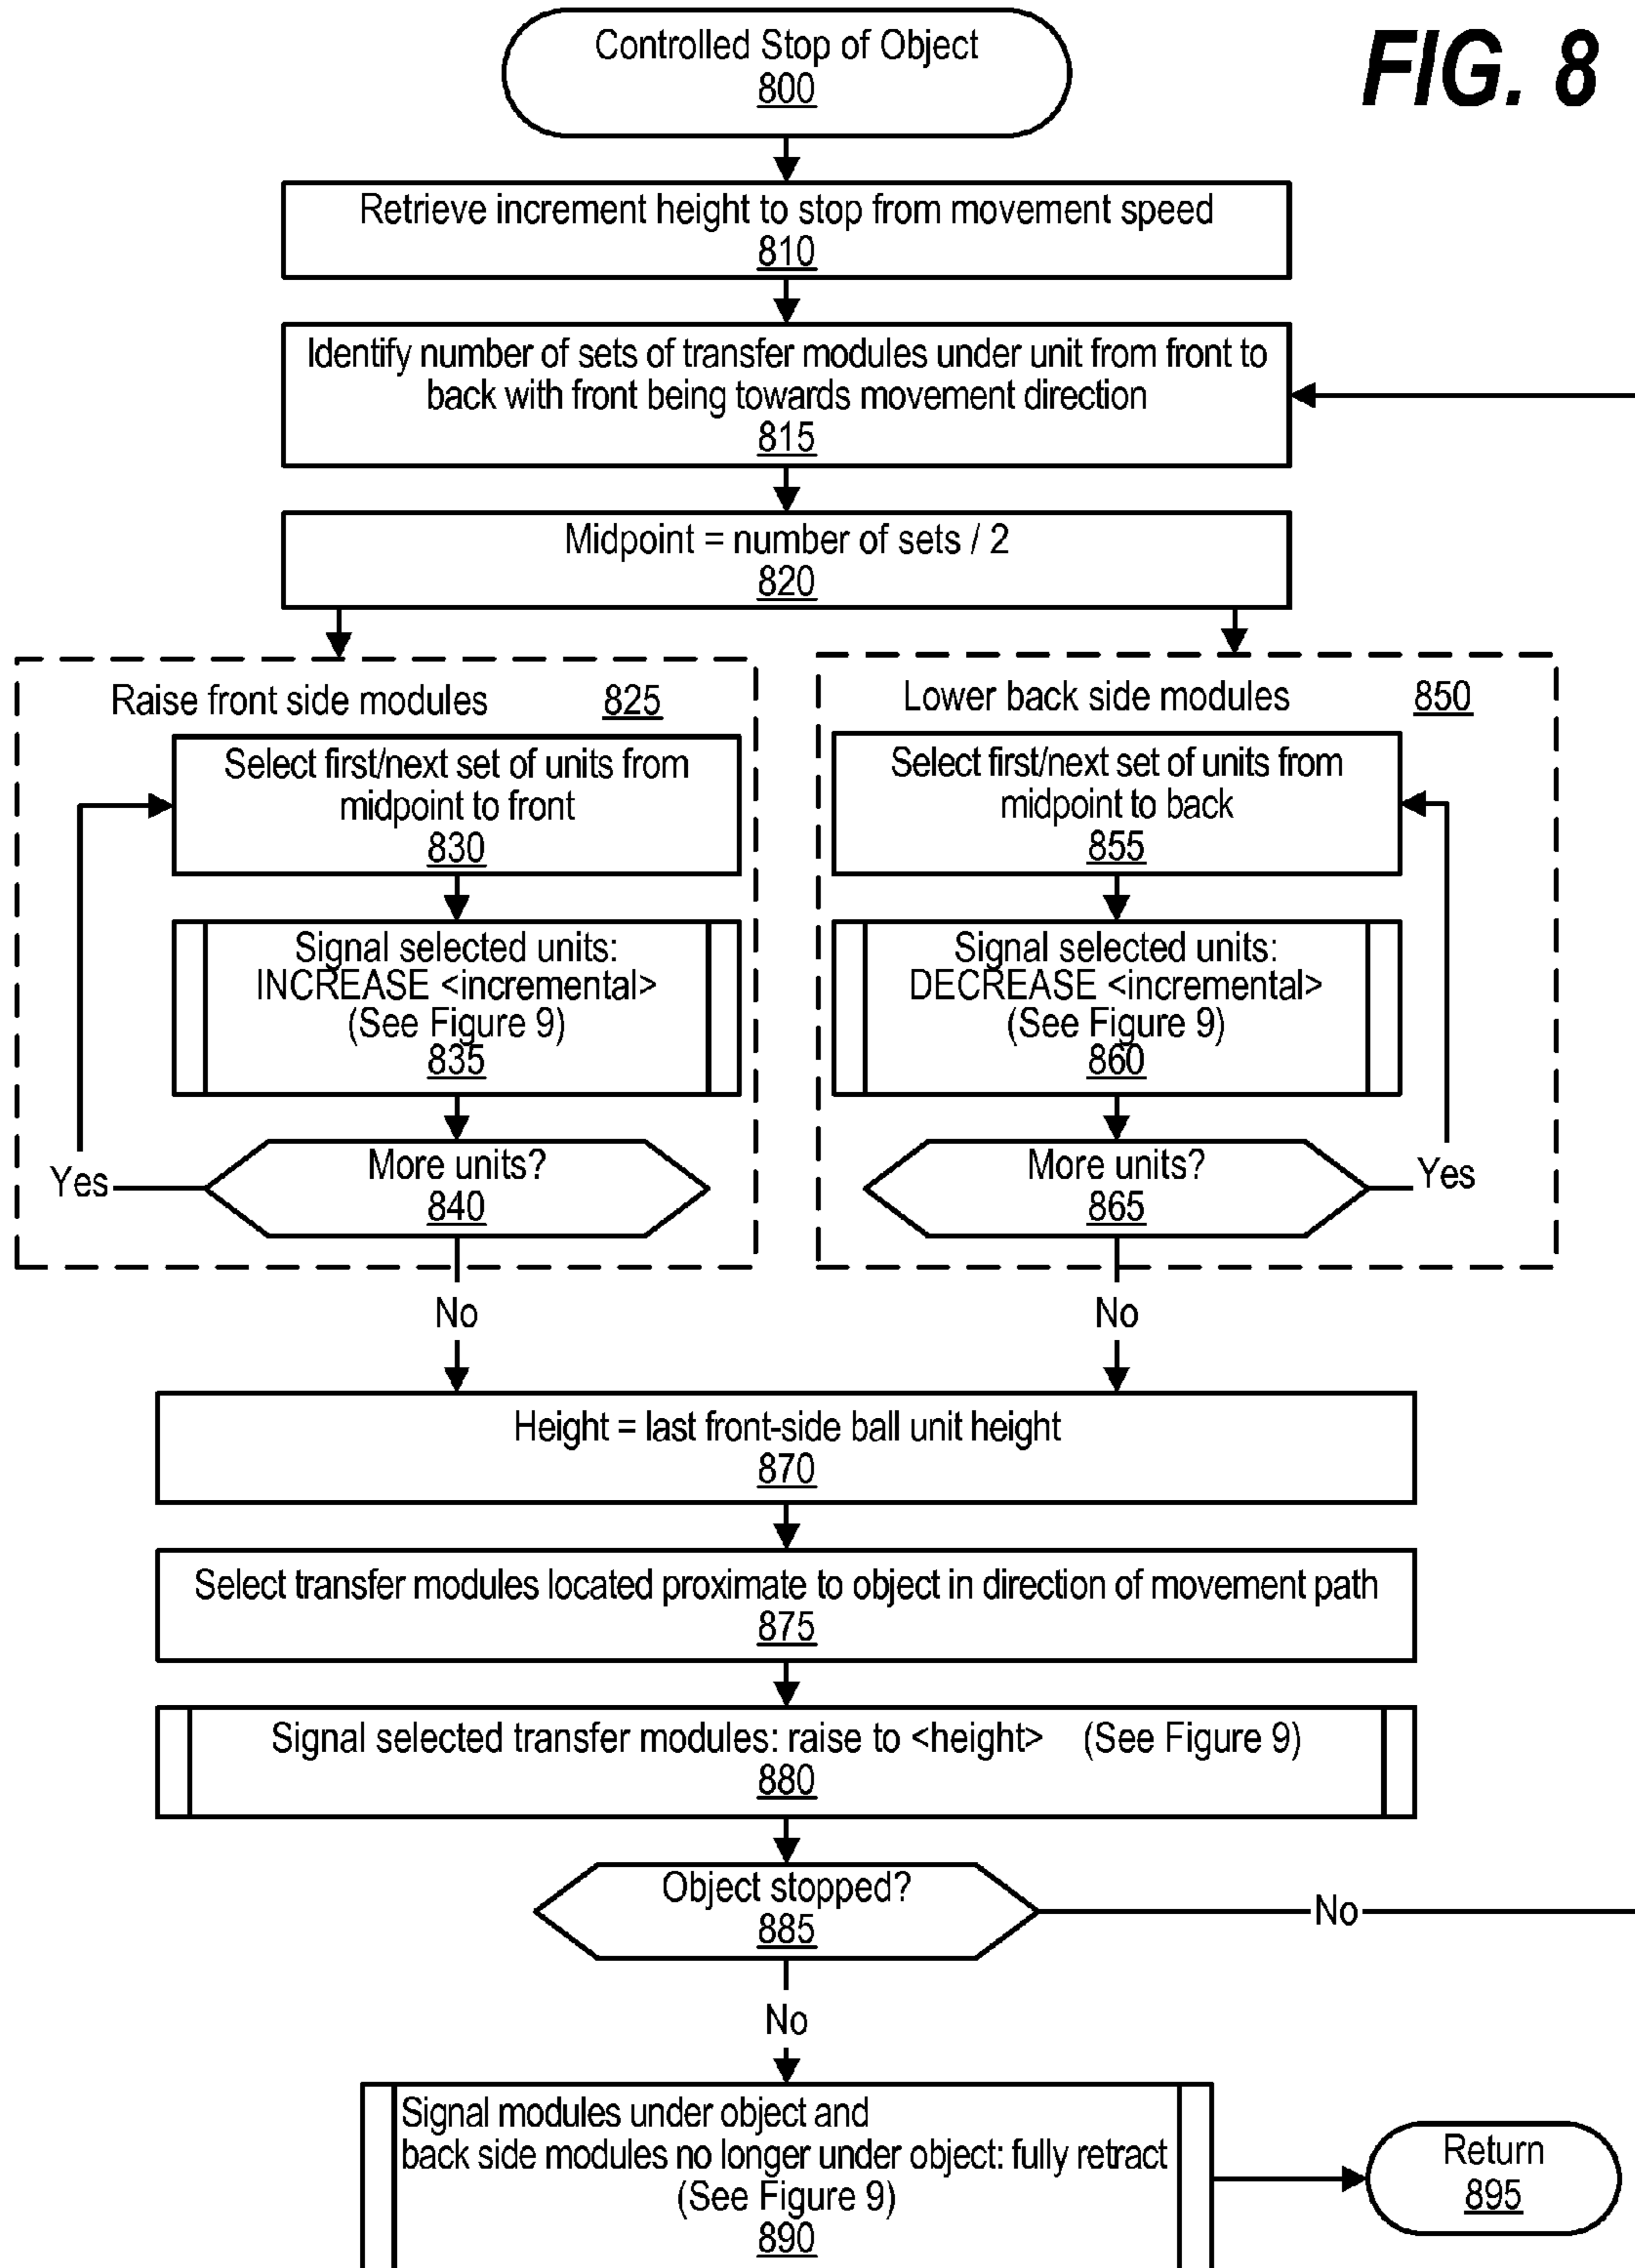 FIG. 8
Controlled Stop of Object
800
Retrieve increment height to stop from movement speed
810
Identify number of sets of transfer modules under unit from front to
back with front being towards movement direction
815
Midpoint = number of sets / 2
820
Raise front side modules 825
Select first/next set of units from
midpoint to front
830
Signal selected units:
INCREASE <incremental>
(See Figure 9)
835
More units?
840
Yes
No
Lower back side modules 850
Select first/next set of units from
midpoint to back
855
Signal selected units:
DECREASE <incremental>
(See Figure 9)
860
More units?
865
Yes
No
Height = last front-side ball unit height
870
Select transfer modules located proximate to object in direction of movement path
875
Signal selected transfer modules: raise to <height> (See Figure 9)
880
Object stopped?
885
No
No
Signal modules under object and
back side modules no longer under object: fully retract
(See Figure 9)
890
Return
895